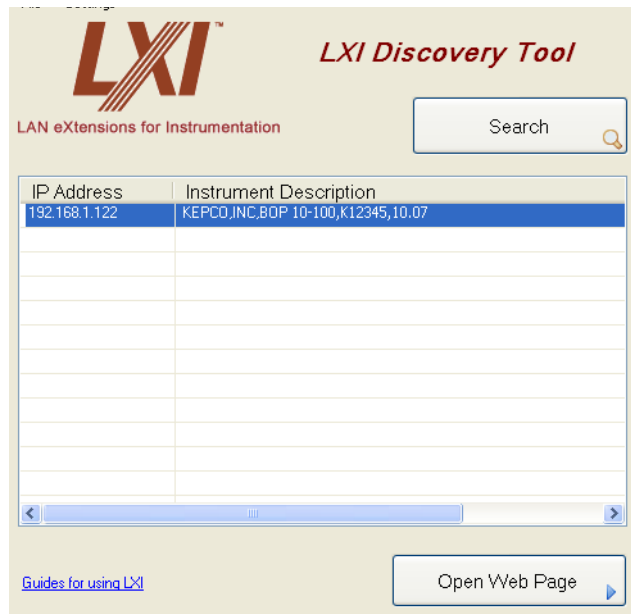 LXI™
LXI Discovery Tool
LAN eXtensions for Instrumentation
Search
IP Address Instrument Description
192.168.1.122 KEPCO,INC,BOP 10-100,K12345,10.07
Guides for using LXI
Open Web Page